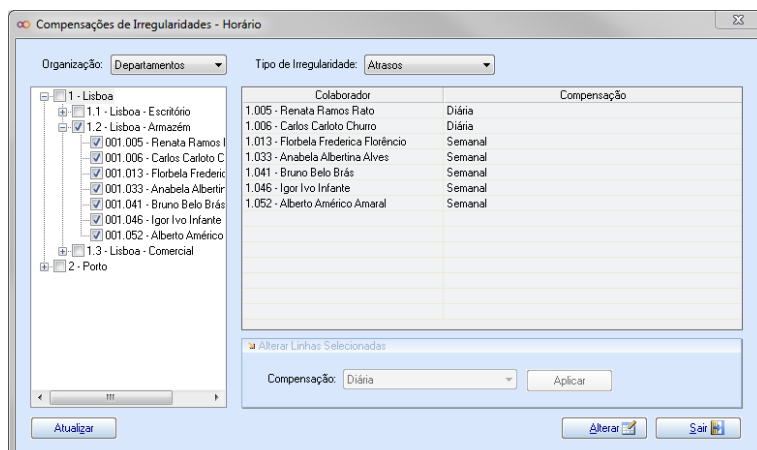 Compensações de Irregularidades - Horário
Organização: Departamentos Tipo de Irregularidade: Atrasos
1 - Lisboa
1.1 - Lisboa - Escritório
1.2 - Lisboa - Armazém
001.005 - Renata Ramos
001.006 - Carlos Carloto C
001.013 - Florbela Frederic
001.033 - Anabela Albertin
001.041 - Bruno Belo Brás
001.046 - Igor Ivo Infante
001.052 - Alberto Américo
1.3 - Lisboa - Comercial
2 - Porto
Colaborador Compensação
1.005 - Renata Ramos Rato Diária
1.006 - Carlos Carloto Churro Diária
1.013 - Florbela Frederica Florêncio Semanal
1.033 - Anabela Albertina Alves Semanal
1.041 - Bruno Belo Brás Semanal
1.046 - Igor Ivo Infante Semanal
1.052 - Alberto Américo Amaral Semanal
Alterar Linhas Selecionadas
Compensação: Diária Aplicar
Atualizar Alterar Sair